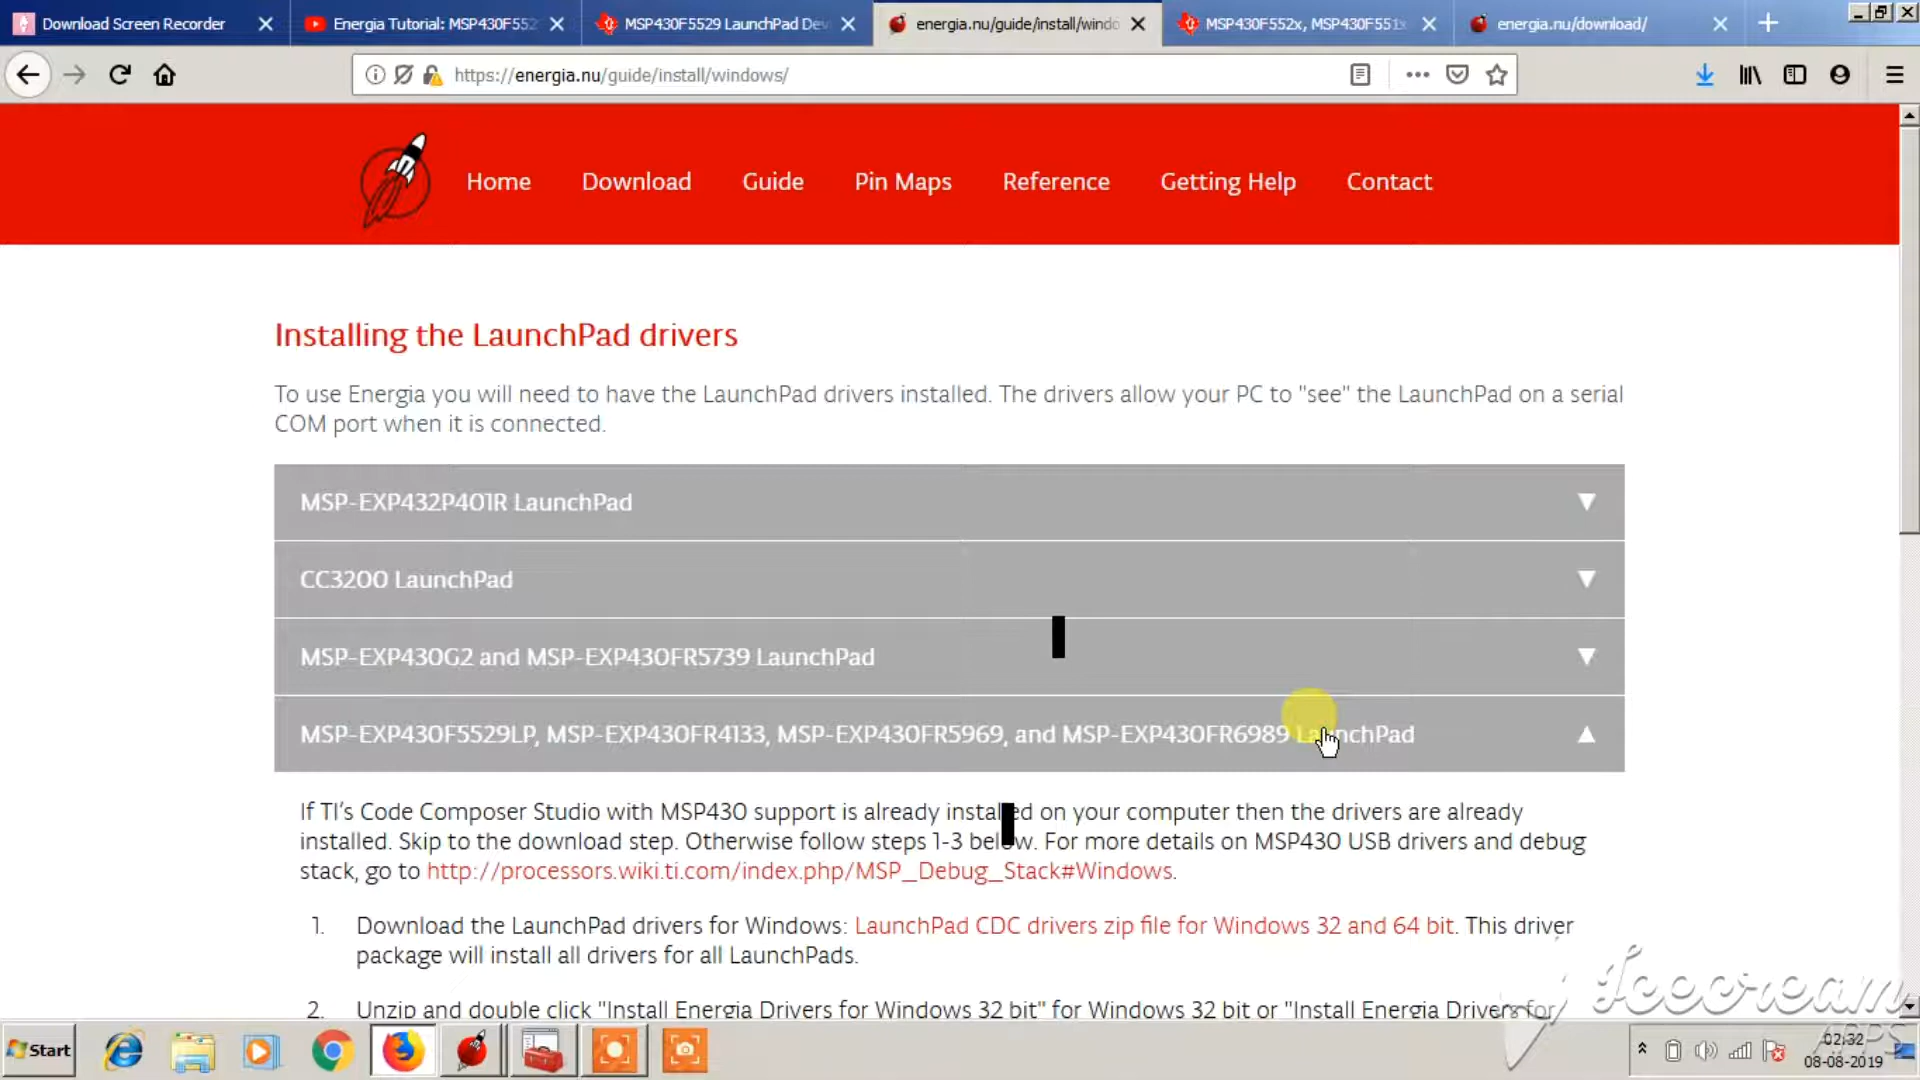 Download Screen Recorder
Energia Tutorial: MSP430F552
MSP430F5529 LaunchPad Dev
energia.nu/guide/install/windo
MSP430F552x, MSP430F551x
energia.nu/download/
https://energia.nu/guide/install/windows/
Home
Download
Guide
Pin Maps
Reference
Getting Help
Contact
Installing the LaunchPad drivers
To use Energia you will need to have the LaunchPad drivers installed. The drivers allow your PC to "see" the LaunchPad on a serial
COM port when it is connected.
MSP-EXP432P401R LaunchPad
CC3200 LaunchPad
MSP-EXP430G2 and MSP-EXP430FR5739 LaunchPad
MSP-EXP430F5529LP, MSP-EXP430FR4133, MSP-EXP430FR5969, and MSP-EXP430FR6989 LaunchPad
If TI's Code Composer Studio with MSP430 support is already installed on your computer then the drivers are already
installed. Skip to the download step. Otherwise follow steps 1-3 below. For more details on MSP430 USB drivers and debug
stack, go to http://processors.wiki.ti.com/index.php/MSP_Debug_Stack#Windows.
1. Download the LaunchPad drivers for Windows: LaunchPad CDC drivers zip file for Windows 32 and 64 bit. This driver
package will install all drivers for all LaunchPads.
2. Unzip and double click "Install Energia Drivers for Windows 32 bit" for Windows 32 bit or "Install Energia Drivers for
Icecream
APPS
Start
02:32
08-08-2019